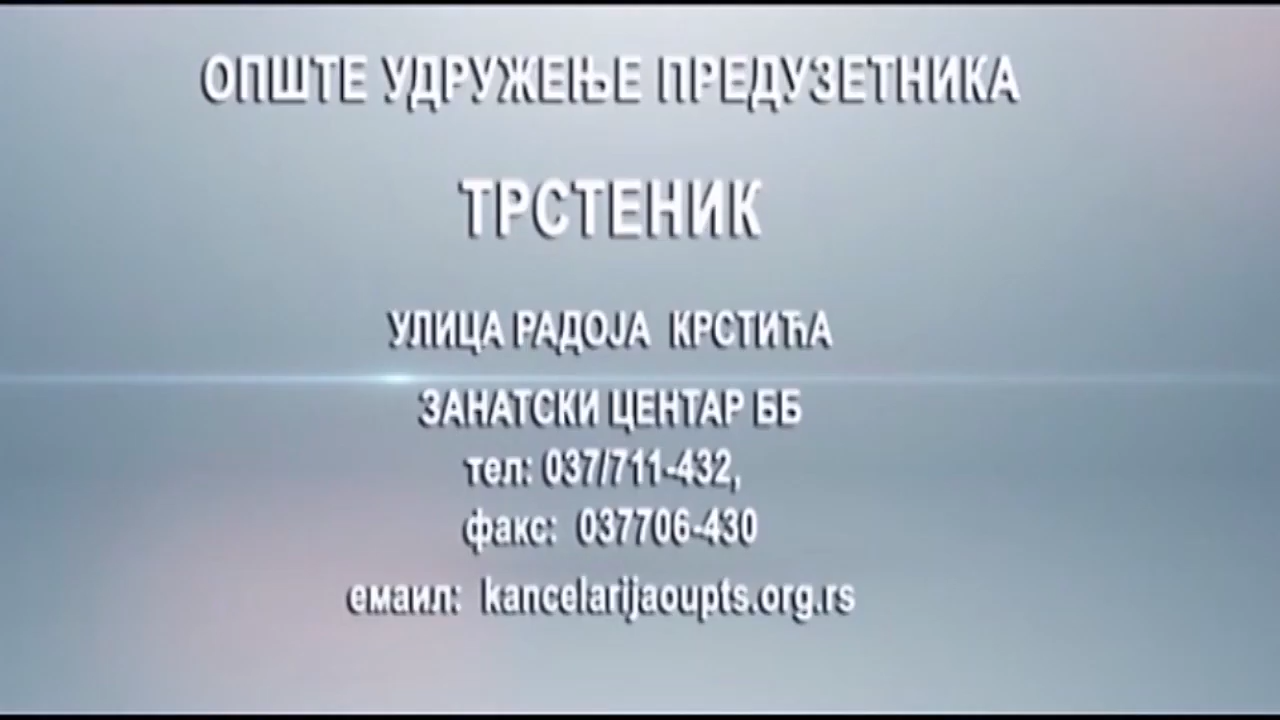 ОПШТЕ УДРУЖЕЊЕ ПРЕДУЗЕТНИКА
ТРСТЕНИК
УЛИЦА РАДОЈА КРСТИЋА
ЗАНАТСКИ ЦЕНТАР ББ
тел: 037/711-432,
факс: 037706-430
емаил: kancelarijaoupts.org.rs